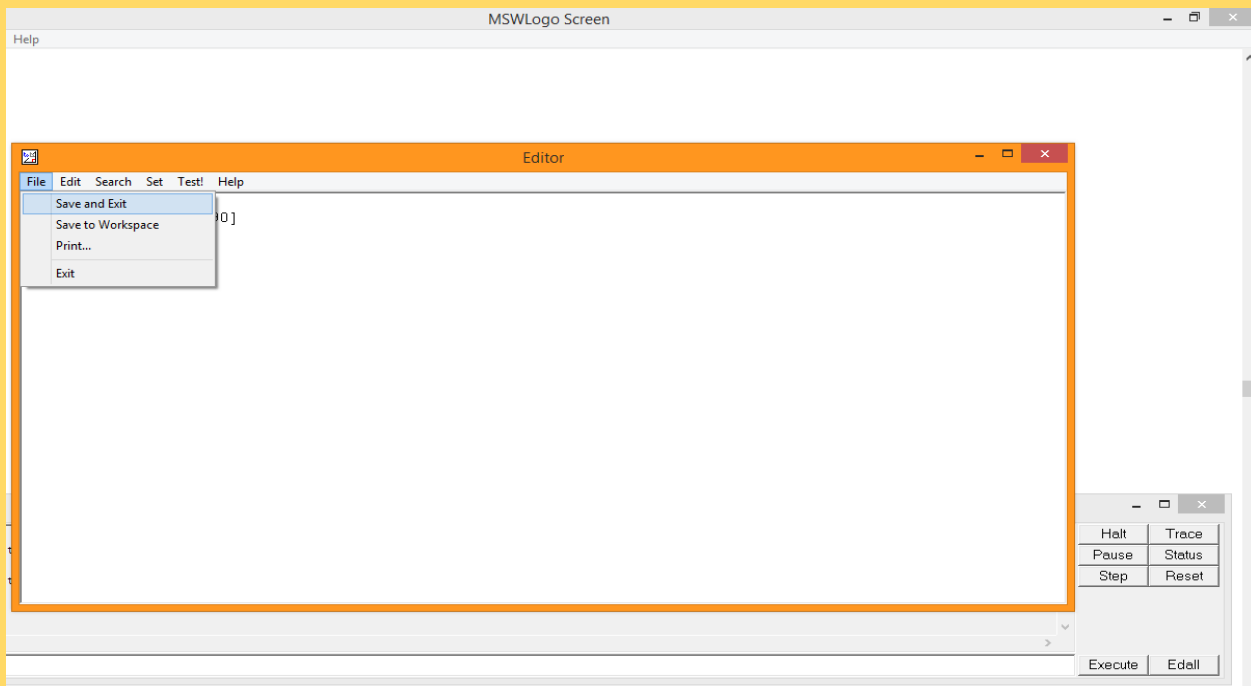 MSWLogo Screen
Help
Editor
File Edit Search Set Test! Help
Save and Exit
Save to Workspace
Print...
Exit
]
t
t
Halt Trace
Pause Status
Step Reset
Execute Edall